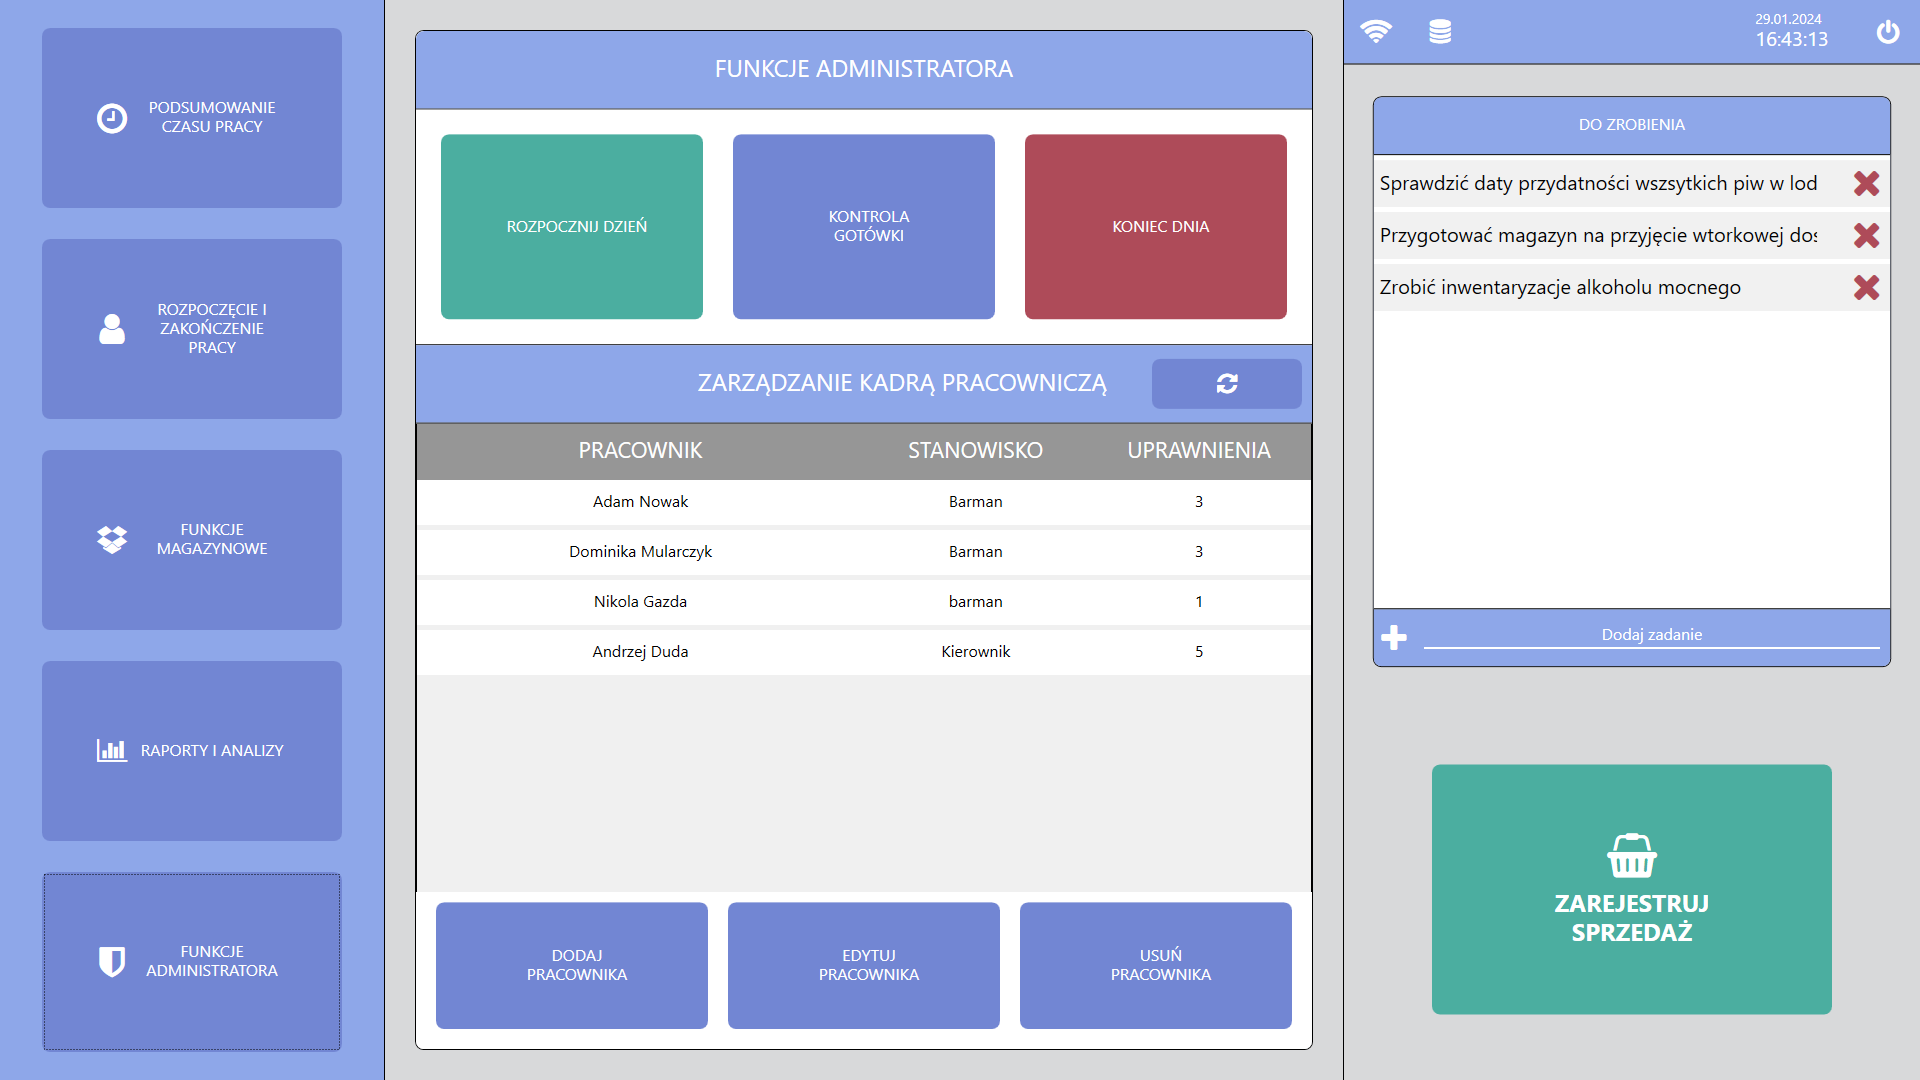 PODSUMOWANIE
CZASU PRACY
ROZPOCZĘCIE I
ZAKOŃCZENIE
PRACY
FUNKCJE
MAGAZYNOWE
RAPORTY I ANALIZY
FUNKCJE
ADMINISTRATORA
FUNKCJE ADMINISTRATORA
ROZPOCZNIJ DZIEŃ
KONTROLA
GOTÓWKI
KONIEC DNIA
ZARZĄDZANIE KADRĄ PRACOWNICZĄ
PRACOWNIK STANOWISKO UPRAWNIENIA
Adam Nowak Barman 3
Dominika Mularczyk Barman 3
Nikola Gazda barman 1
Andrzej Duda Kierownik 5
DODAJ
PRACOWNIKA
EDYTUJ
PRACOWNIKA
USUŃ
PRACOWNIKA
29.01.2024
16:43:13
DO ZROBIENIA
Sprawdzić daty przydatności wszsytkich piw w lod
Przygotować magazyn na przyjęcie wtorkowej dos
Zrobić inwentaryzacje alkoholu mocnego
Dodaj zadanie
ZAREJESTRUJ
SPRZEDAŻ